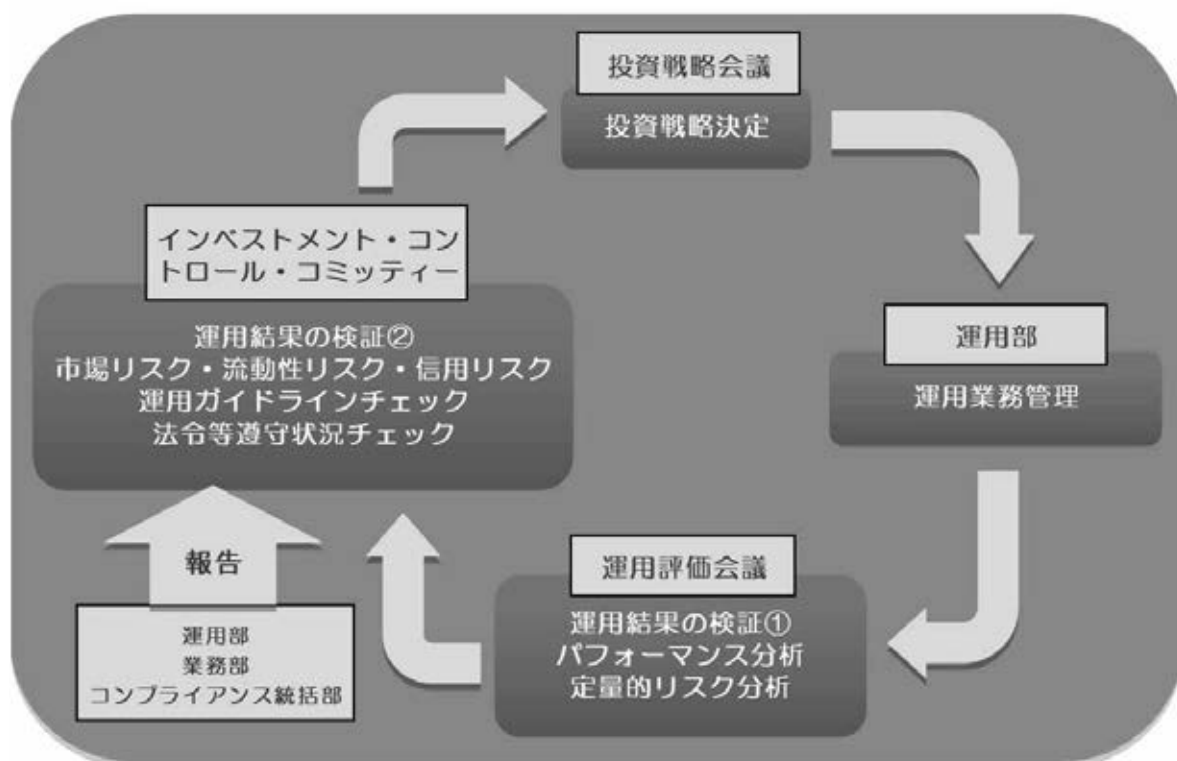 投資戦略会議
投資戦略決定
インベストメント・コン
トロール・コミッティー
運用結果の検証②
市場リスク・流動性リスク・信用リスク
運用ガイドラインチェック
法令等遵守状況チェック
運用部
運用業務管理
運用評価会議
運用結果の検証①
パフォーマンス分析
定量的リスク分析
報告
運用部
業務部
コンプライアンス統括部